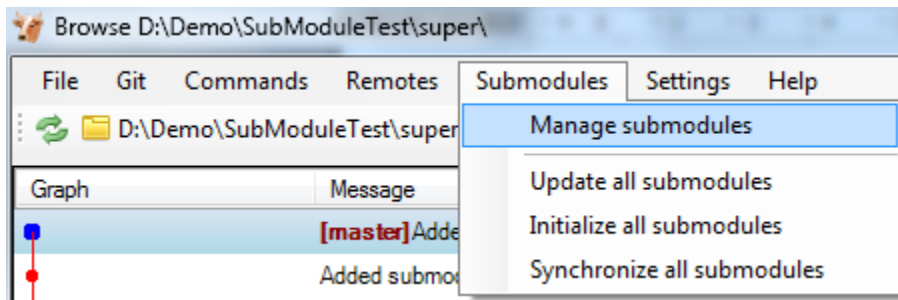 Browse D:\Demo\SubModuleTest\super\
File Git Commands Remotes Submodules Settings Help
D:\Demo\SubModuleTest\super
Manage submodules
Update all submodules
Initialize all submodules
Synchronize all submodules
Graph Message
[master] Adde
Added submo